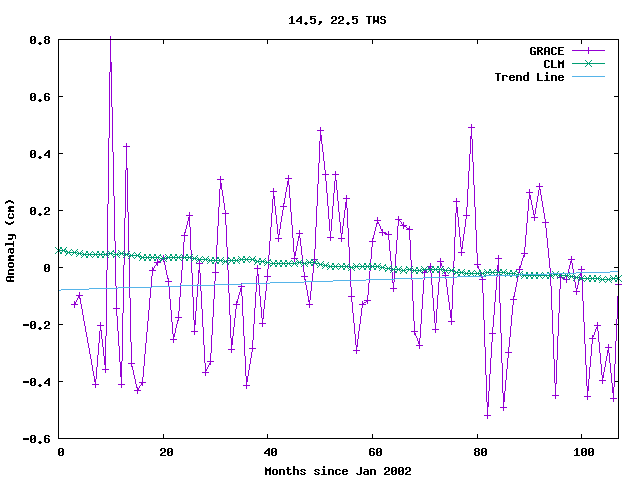 14.5, 22.5 TWS
GRACE
CLM
Trend Line
Anomaly (cm)
0.8
0.6
0.4
0.2
0
-0.2
-0.4
-0.6
0 20 40 60 80 100
Months since Jan 2002